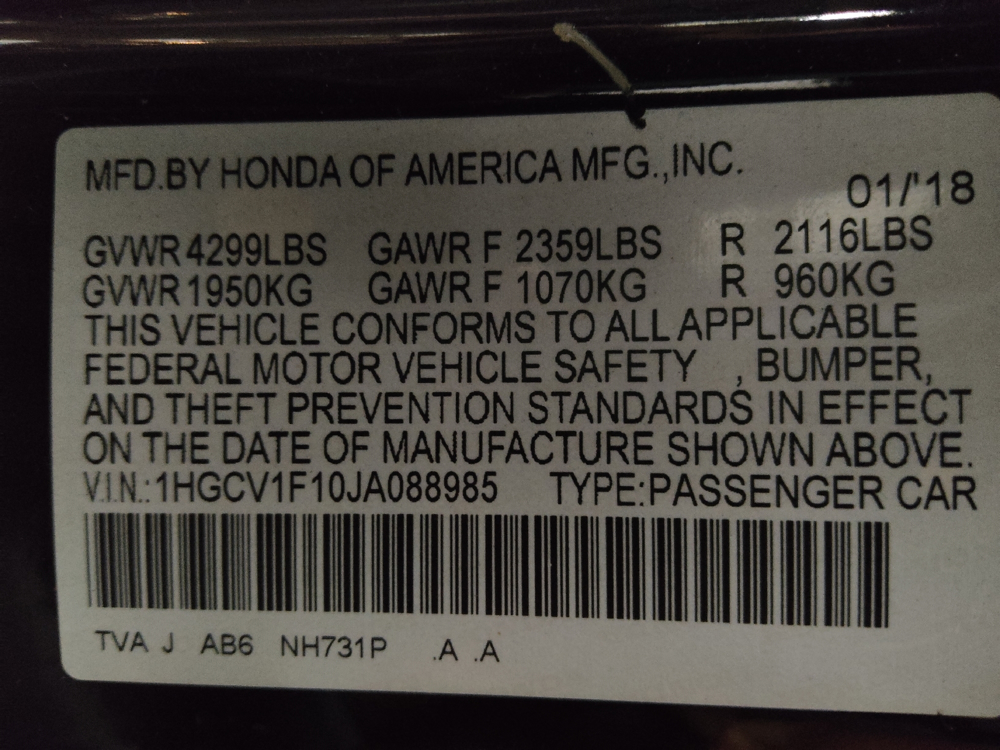 MFD.BY HONDA OF AMERICA MFG.,INC.
01/'18
GVWR 4299LBS GAWR F 2359LBS R 2116LBS
GVWR 1950KG GAWR F 1070KG R 960KG
THIS VEHICLE CONFORMS TO ALL APPLICABLE
FEDERAL MOTOR VEHICLE SAFETY , BUMPER,
AND THEFT PREVENTION STANDARDS IN EFFECT
ON THE DATE OF MANUFACTURE SHOWN ABOVE.
V.I.N.: 1HGCV1F10JA088985 TYPE:PASSENGER CAR
TVA J AB6 NH731P .A .A